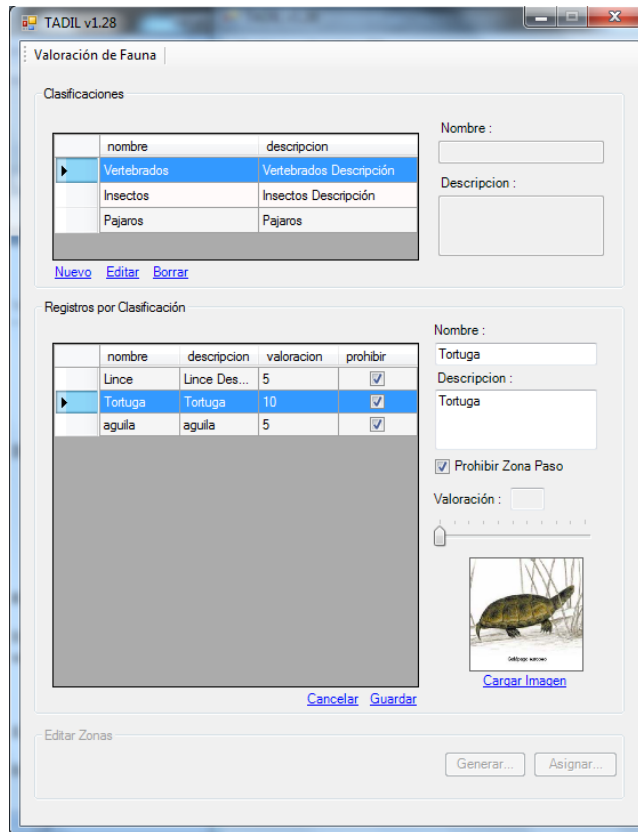 TADIL v1.28
Valoración de Fauna
Clasificaciones
nombre descripcion
Vertebrados Vertebrados Descripción
Insectos Insectos Descripción
Pajaros Pajaros
Nombre :
Descripcion :
Nuevo Editar Borrar
Registros por Clasificación
nombre descripcion valoracion prohibir
Lince Lince Des... 5
Tortuga Tortuga 10
aguila aguila 5
Nombre :
Tortuga
Descripcion :
Tortuga
Prohibir Zona Paso
Valoración :
Galápago europeo
Cargar Imagen
Cancelar Guardar
Editar Zonas
Generar... Asignar...